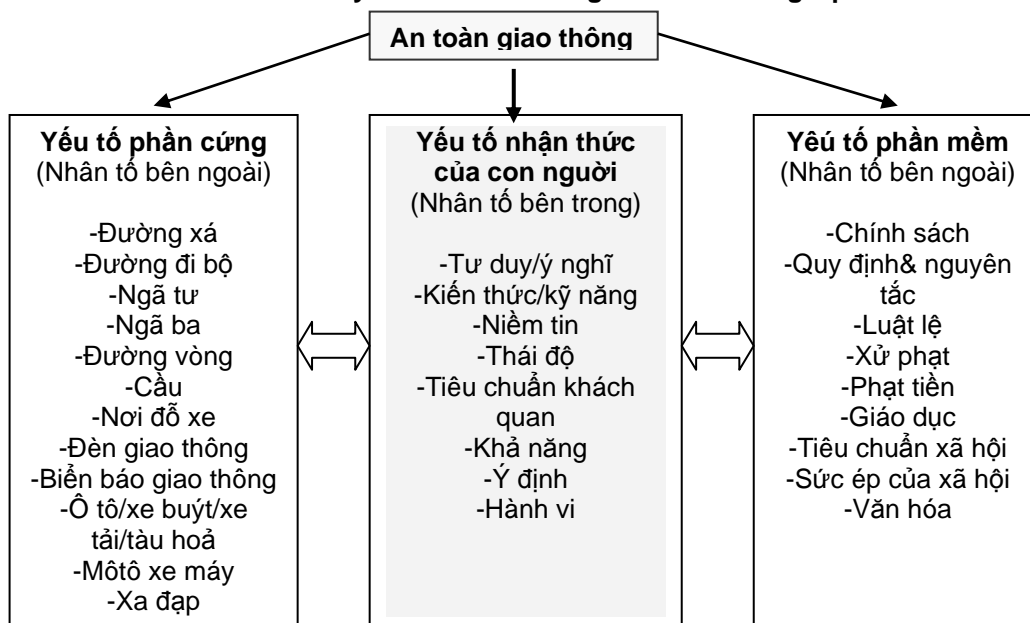 An toàn giao thông
Yếu tố phần cứng
(Nhân tố bên ngoài)
-Đường xá
-Đường đi bộ
-Ngã tư
-Ngã ba
-Đường vòng
-Cầu
-Nơi đỗ xe
-Đèn giao thông
-Biển báo giao thông
-Ô tô/xe buýt/xe
tải/tàu hoả
-Môtô xe máy
-Xa đạp
Yếu tố nhận thức
của con nguời
(Nhân tố bên trong)
-Tư duy/ý nghĩ
-Kiến thức/kỹ năng
-Niềm tin
-Thái độ
-Tiêu chuẩn khách
quan
-Khả năng
-Ý định
-Hành vi
Yêú tố phần mềm
(Nhân tố bên ngoài)
-Chính sách
-Quy định& nguyên
tắc
-Luật lệ
-Xử phạt
-Phạt tiền
-Giáo dục
-Tiêu chuẩn xã hội
-Sức ép của xã hội
-Văn hóa